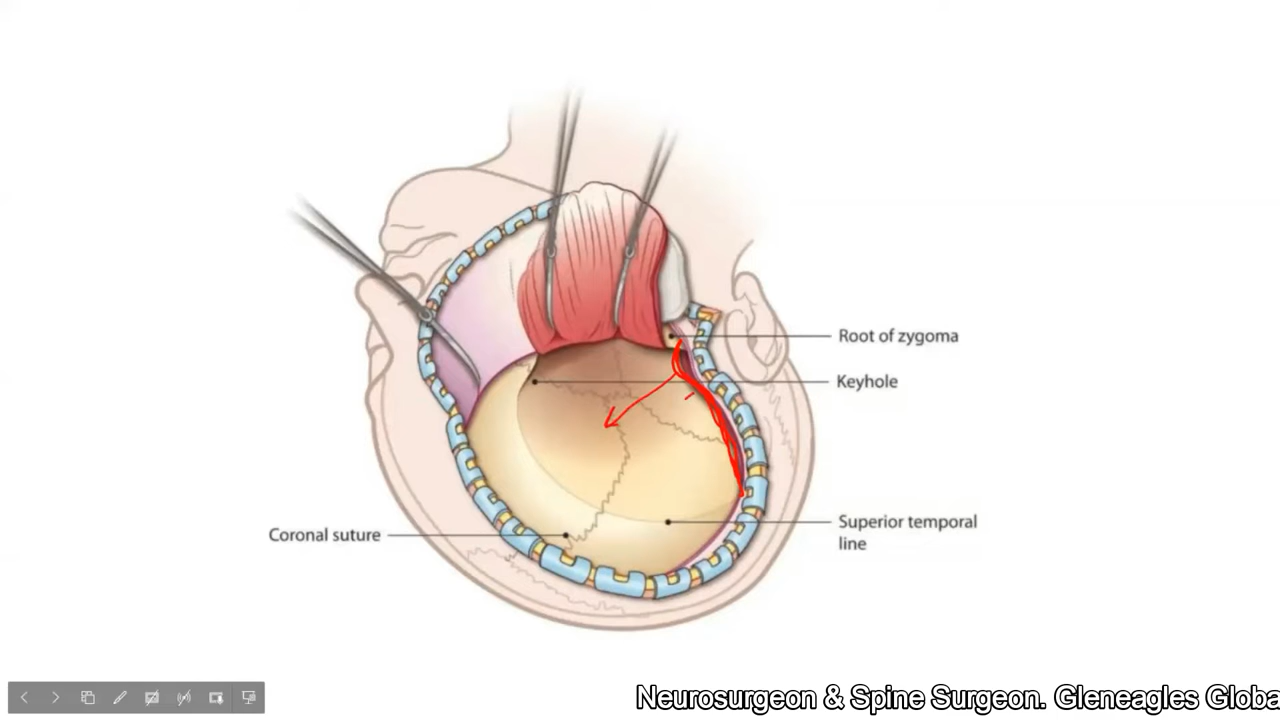 Root of zygoma
Keyhole
Superior temporal
line
Coronal suture
Neurosurgeon & Spine Surgeon. Gleneagles Globa